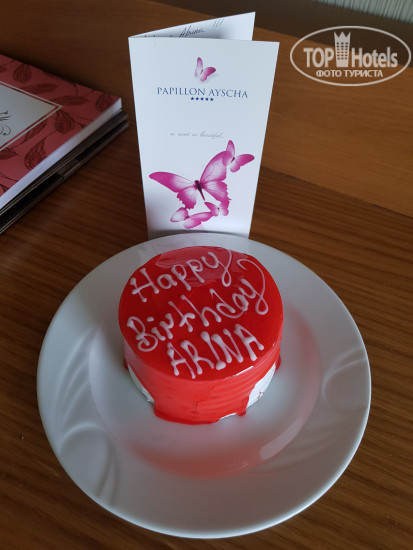 TOP Hotels
ФОТО ТУРИСТА
PAPILLON AYSCHA
Happy
Birthday
ARINA